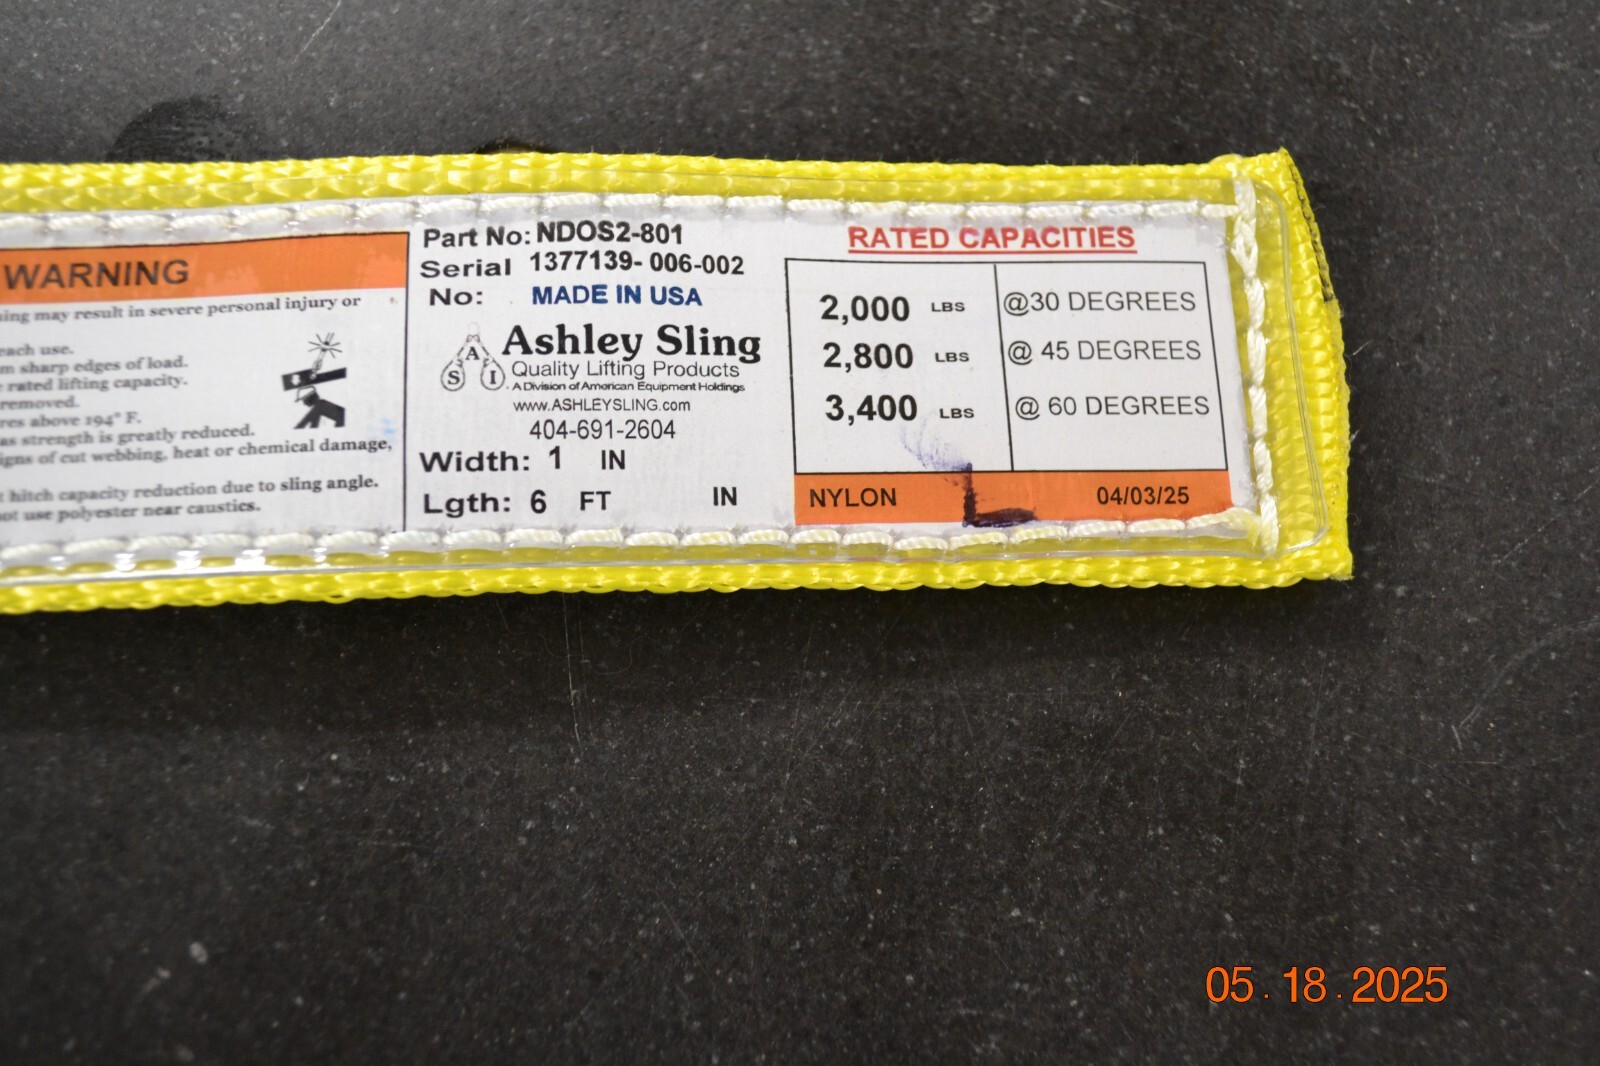 WARNING
ing may result in severe personal injury or
each use.
m sharp edges of load.
rated lifting capacity.
removed.
res above 194° F.
as strength is greatly reduced.
igns of cut webbing, heat or chemical damage,
t hitch capacity reduction due to sling angle.
ot use polyester near caustics.
Part No: NDOS2-801
Serial 1377139- 006-002
No: MADE IN USA
S A I
Ashley Sling
Quality Lifting Products
A Division of American Equipment Holdings
www.ASHLEYSLING.com
404-691-2604
Width: 1 IN
Lgth: 6 FT IN
RATED CAPACITIES
2,000 LBS @30 DEGREES
2,800 LBS @ 45 DEGREES
3,400 LBS @ 60 DEGREES
NYLON 04/03/25
05.18.2025